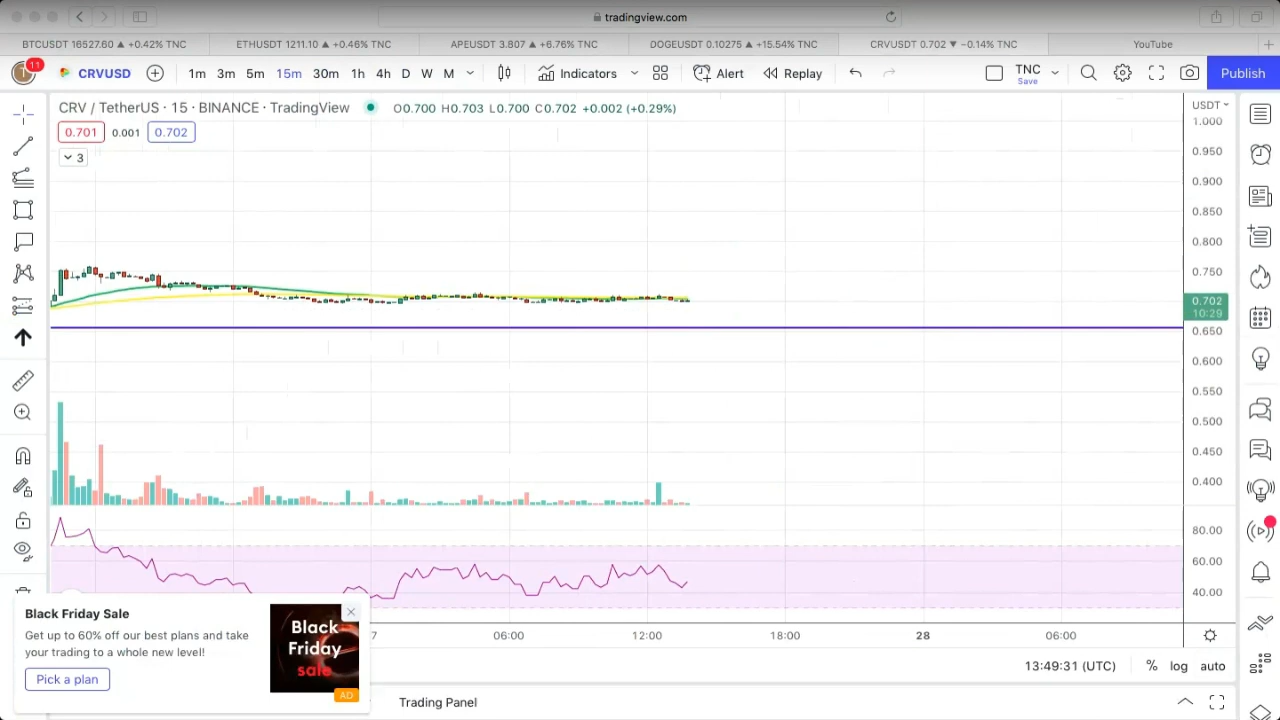 tradingview.com
BTCUSDT 16527.60 ▲ +0.42% TNC
ETHUSDT 1211.10 ▲ +0.46% TNC
APEUSDT 3.807 ▲ +6.76% TNC
DOGEUSDT 0.10275 ▲ +15.54% TNC
CRVUSDT 0.702 ▼ −0.14% TNC
YouTube
11
CRVUSD
1m 3m 5m 15m 30m 1h 4h D W M
Indicators
Alert
Replay
TNC
Save
Publish
CRV / TetherUS · 15 · BINANCE · TradingView
O0.700 H0.703 L0.700 C0.702 +0.002 (+0.29%)
0.701 0.001 0.702
3
USDT
1.000
0.950
0.900
0.850
0.800
0.750
0.702
10:29
0.650
0.600
0.550
0.500
0.450
0.400
80.00
60.00
40.00
7 06:00 12:00 18:00 28 06:00
13:49:31 (UTC) % log auto
Black Friday Sale
Get up to 60% off our best plans and take
your trading to a whole new level!
Pick a plan
Black
Friday
sale
AD
Trading Panel